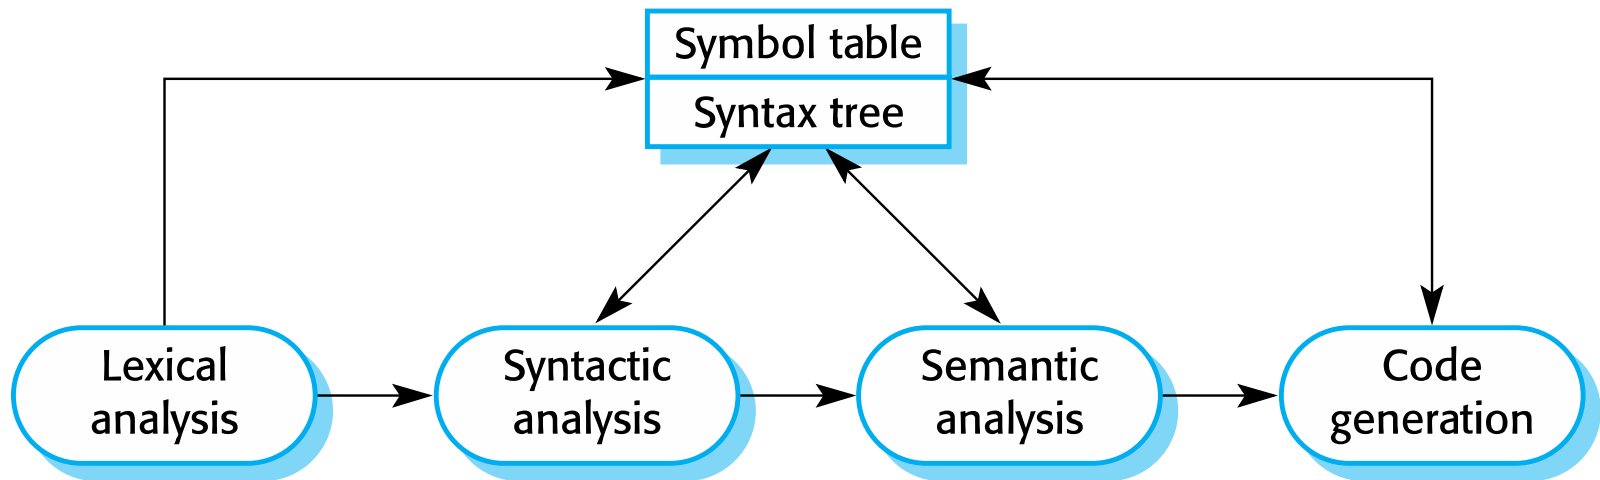 Symbol table
Syntax tree
Lexical
analysis
Syntactic
analysis
Semantic
analysis
Code
generation